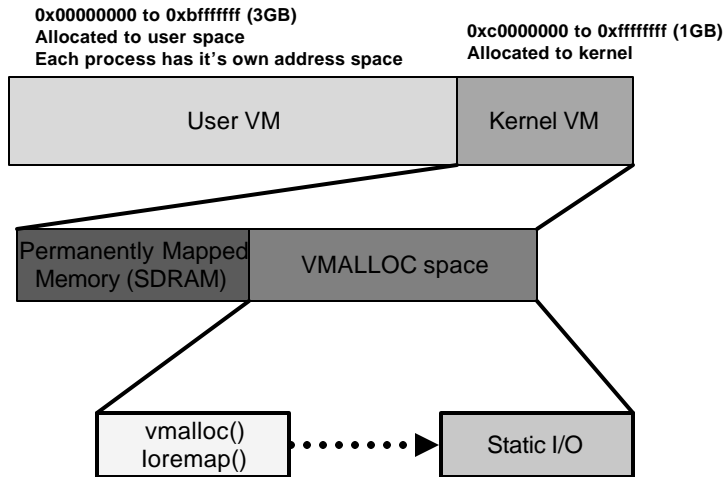 0x00000000 to 0xbfffffff (3GB)
Allocated to user space
Each process has it's own address space
0xc0000000 to 0xffffffff (1GB)
Allocated to kernel
User VM
Kernel VM
Permanently Mapped
Memory (SDRAM)
VMALLOC space
vmalloc()
Ioremap()
Static I/O